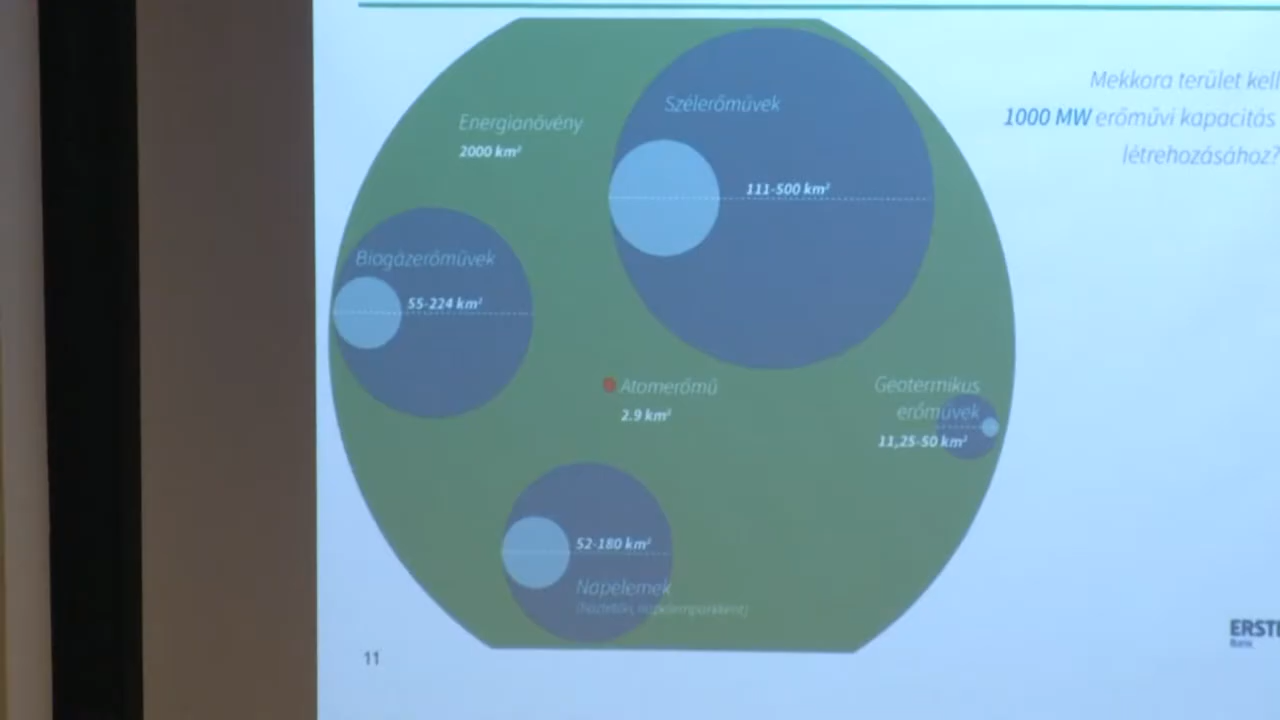 Mekkora terület kell
1000 MW erőművi kapacitás
létrehozásához?
Szélerőművek
111-500 km²
Energianövény
2000 km²
Biogázerőművek
55-224 km²
Atomerőmű
2.9 km²
Geotermikus
erőművek
11,25-50 km²
52-180 km²
Napelemek
11
ERSTE
Bank